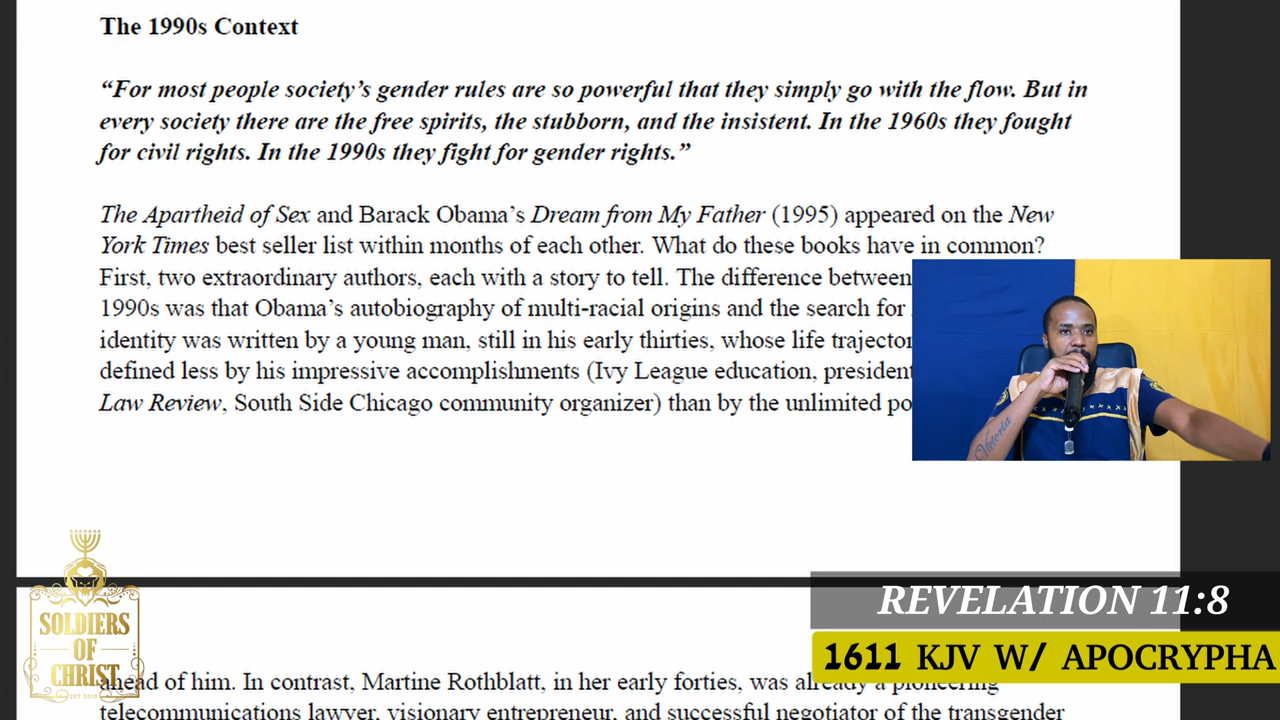 The 1990s Context
“For most people society’s gender rules are so powerful that they simply go with the flow. But in
every society there are the free spirits, the stubborn, and the insistent. In the 1960s they fought
for civil rights. In the 1990s they fight for gender rights.”
The Apartheid of Sex and Barack Obama’s Dream from My Father (1995) appeared on the New
York Times best seller list within months of each other. What do these books have in common?
First, two extraordinary authors, each with a story to tell. The difference between
1990s was that Obama’s autobiography of multi-racial origins and the search for
identity was written by a young man, still in his early thirties, whose life
defined less by his impressive accomplishments (Ivy League education,
Law Review, South Side Chicago community organizer) than by the unlimited
Victoria
REVELATION 11:8
SOLDIERS
OF
CHRIST
1611 KJV W/ APOCRYPHA
ahead of him. In contrast, Martine Rothblatt, in her early forties, was already a pioneering
telecommunications lawyer, visionary entrepreneur, and successful negotiator of the transgender